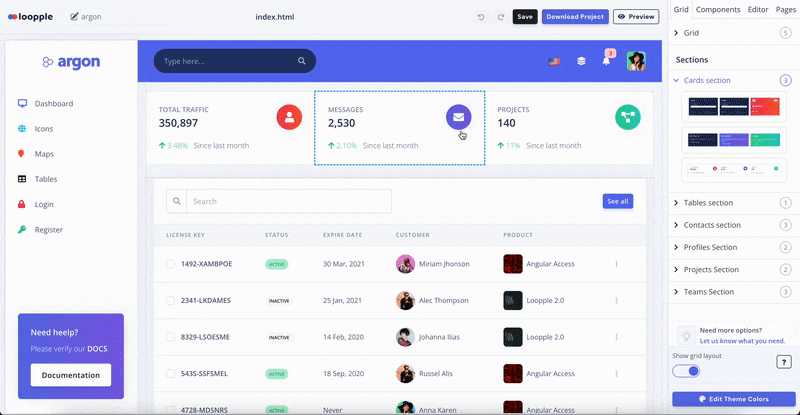 loopple
argon
index.html
Save
Download Project
Preview
Grid
Components
Editor
Pages
Grid
5
Sections
Cards section
3
Tables section
1
Contacts section
3
Profiles Section
2
Projects Section
2
Teams Section
3
Need more options?
Let us know what you need.
Show grid layout
?
Edit Theme Colors
argon
Dashboard
Icons
Maps
Tables
Login
Register
Need heelp?
Please verify our DOCS
Documentation
Type here...
3
TOTAL TRAFFIC
350,897
3.48% Since last month
MESSAGES
2,530
2.10% Since last month
PROJECTS
140
11% Since last month
Search
See all
LICENSE KEY STATUS EXPIRE DATE CUSTOMER PRODUCT
1492-XAMBPOE ACTIVE 30 Mar, 2021 Miriam Jhonson Angular Access
2341-LKDAMES INACTIVE 25 Jan, 2021 Alec Thompson Loopple 2.0
8329-LSOESME INACTIVE 14 Feb, 2020 Johanna Ilias Loopple 2.0
5435-SSFSMEL ACTIVE 18 Sep, 2020 Russel Alis Loopple 2.0
4728-MDSNRS ACTIVE Never Anna Karen Angular Access